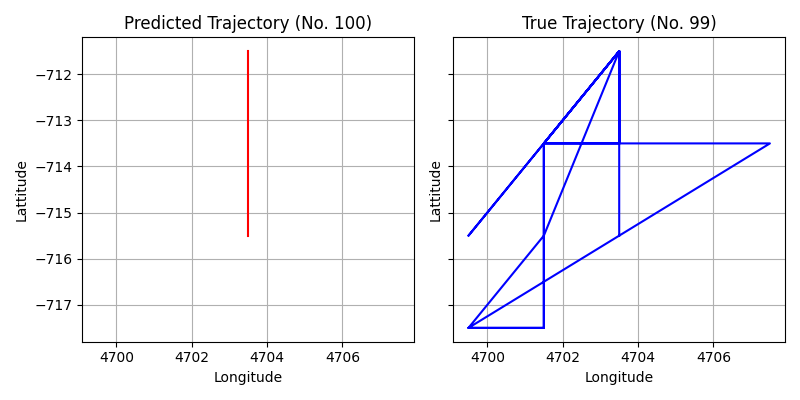 Predicted Trajectory (No. 100)
True Trajectory (No. 99)
−712
−713
−714
−715
−716
−717
Lattitude
4700
4702
4704
4706
Longitude
Lattitude
4700
4702
4704
4706
Longitude